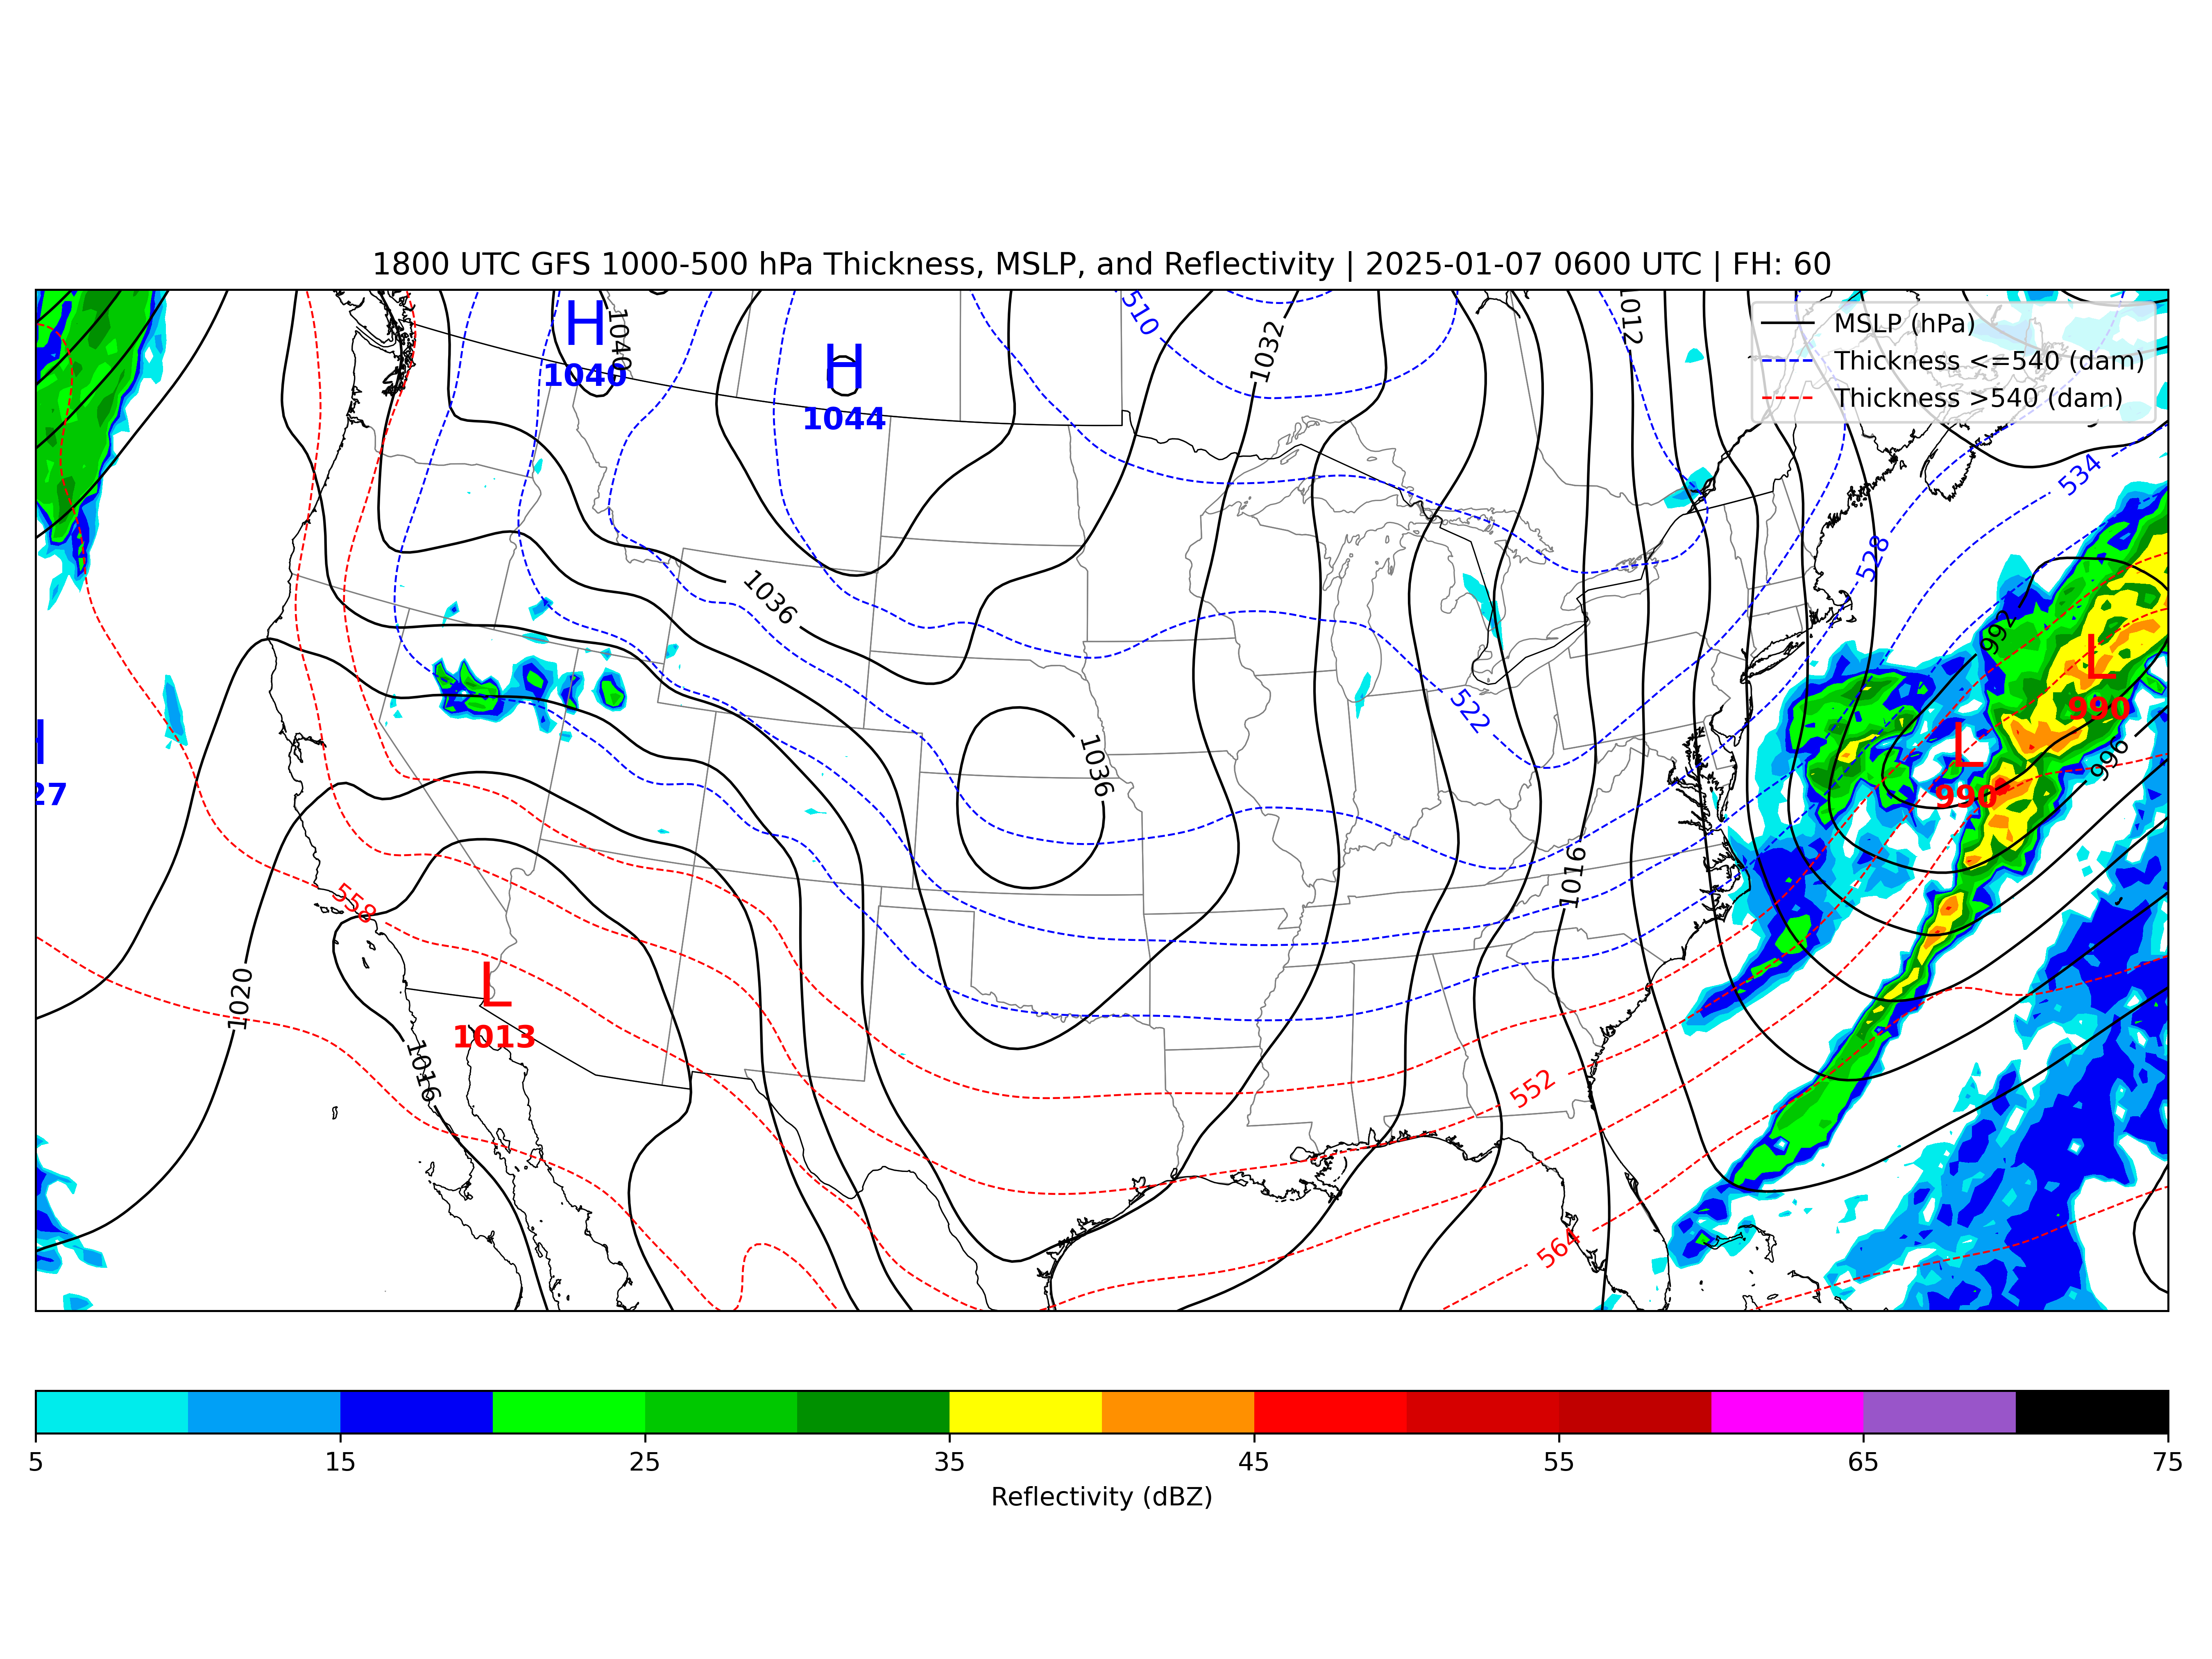 1800 UTC GFS 1000-500 hPa Thickness, MSLP, and Reflectivity | 2025-01-07 0600 UTC | FH: 60
MSLP (hPa)
Thickness <=540 (dam)
Thickness >540 (dam)
H
1040
1040
H
1044
510
1032
1012
534
528
1036
992
L
990
L
990
996
H
27
522
1036
1016
558
1020
L
1013
1016
552
564
5 15 25 35 45 55 65 75
Reflectivity (dBZ)